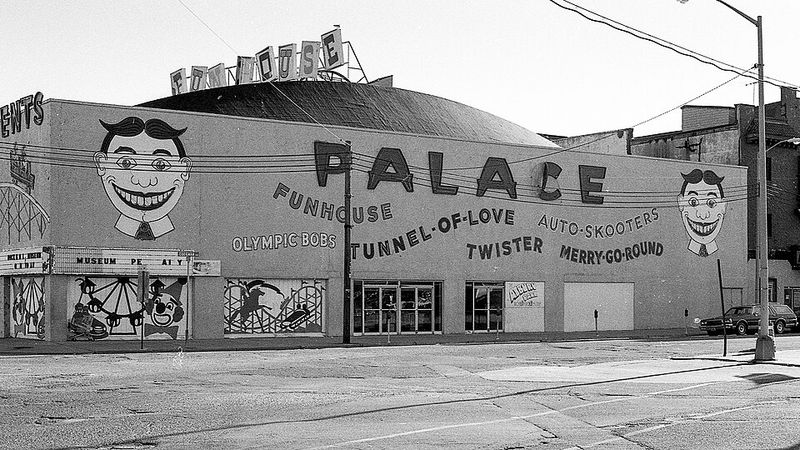 FUNHOUSE
ENTS
PALACE
FUNHOUSE
TUNNEL-OF-LOVE
AUTO-SKOOTERS
OLYMPIC BOBS
TWISTER
MERRY-GO-ROUND
MUSEUM